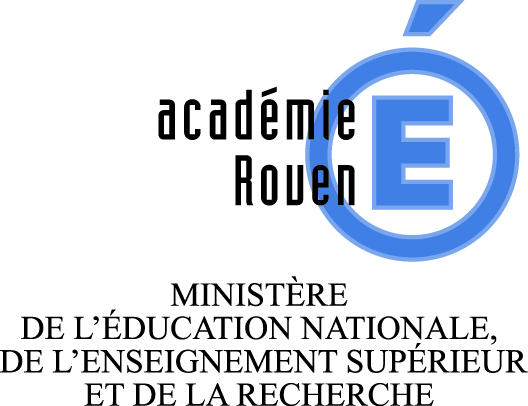 académie
Rouen
É
MINISTÈRE
DE L’ÉDUCATION NATIONALE,
DE L’ENSEIGNEMENT SUPÉRIEUR
ET DE LA RECHERCHE